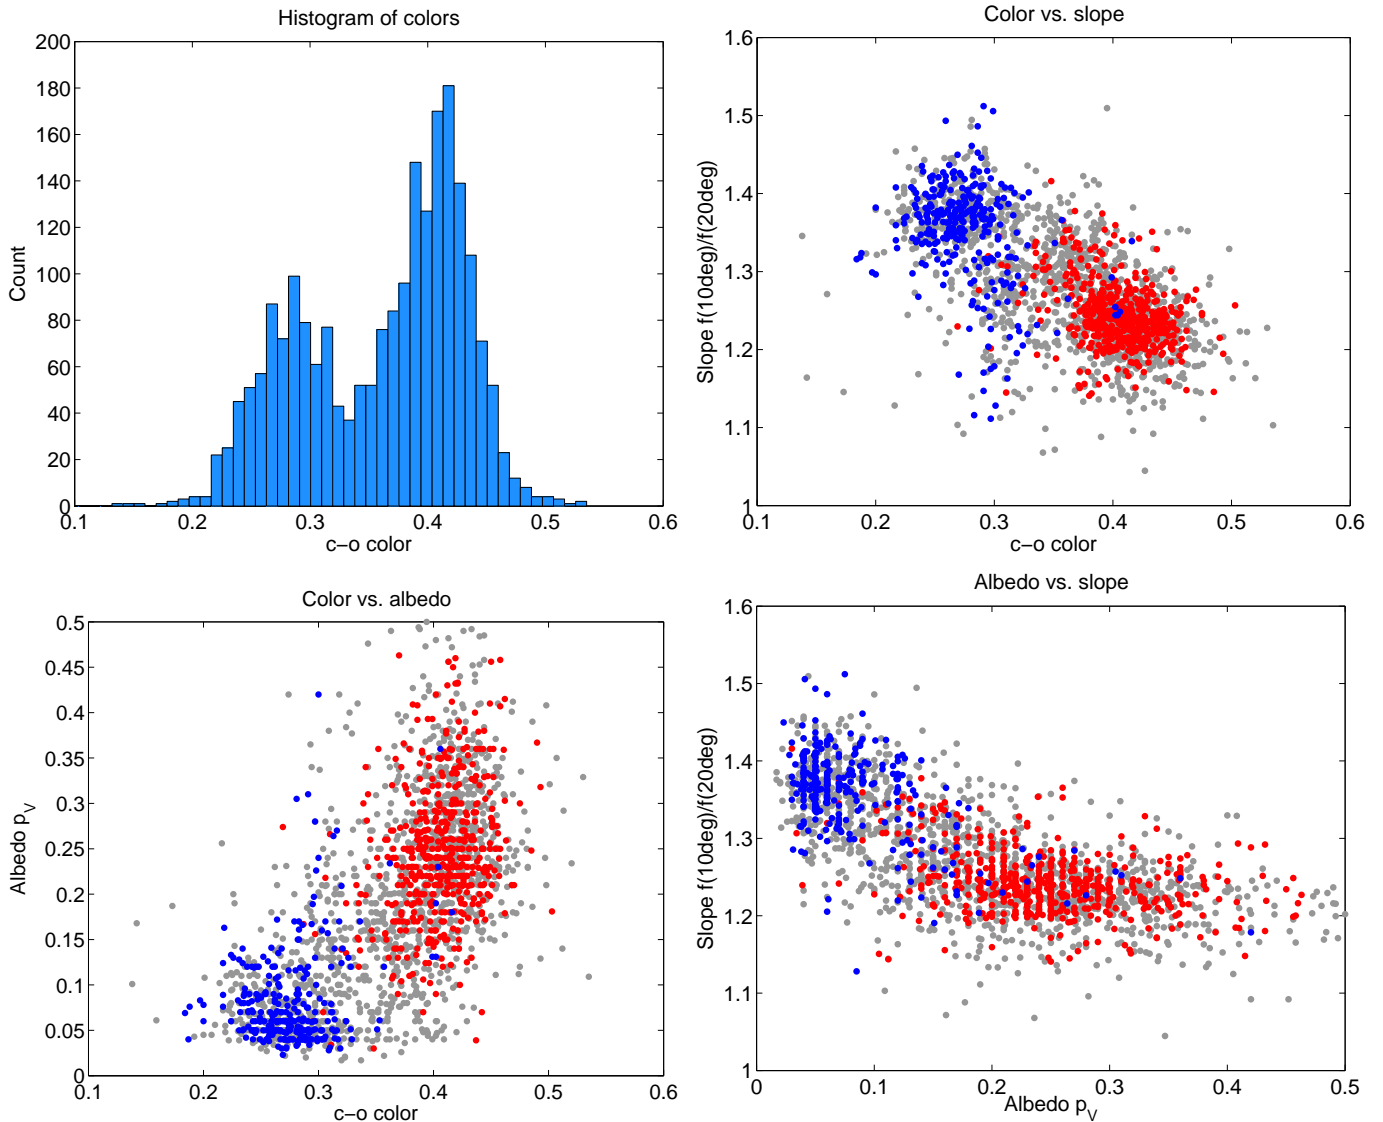 Histogram of colors
200
180
160
140
120
100
80
60
40
20
0
Count
0.1 0.2 0.3 0.4 0.5 0.6
c−o color
Color vs. slope
1.6
1.5
1.4
1.3
1.2
1.1
1
Slope f(10deg)/f(20deg)
0.1 0.2 0.3 0.4 0.5 0.6
c−o color
Color vs. albedo
0.5
0.45
0.4
0.35
0.3
0.25
0.2
0.15
0.1
0.05
0
Albedo p_V
0.1 0.2 0.3 0.4 0.5 0.6
c−o color
Albedo vs. slope
1.6
1.5
1.4
1.3
1.2
1.1
1
Slope f(10deg)/f(20deg)
0 0.1 0.2 0.3 0.4 0.5
Albedo p_V